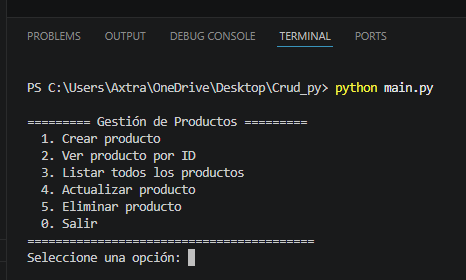 PROBLEMS OUTPUT DEBUG CONSOLE TERMINAL PORTS
PS C:\Users\Axtra\OneDrive\Desktop\Crud_py> python main.py
========= Gestión de Productos =========
1. Crear producto
2. Ver producto por ID
3. Listar todos los productos
4. Actualizar producto
5. Eliminar producto
0. Salir
=========================================
Seleccione una opción: